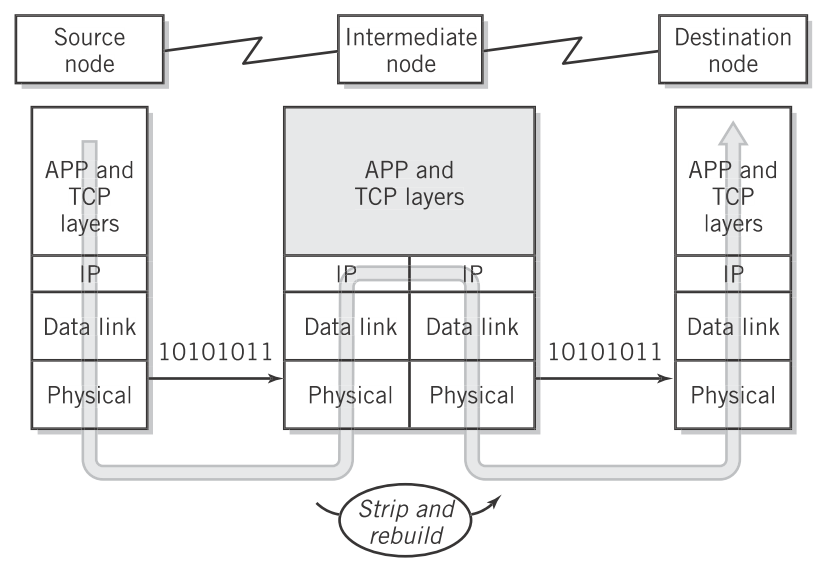 Source
node
Intermediate
node
Destination
node
APP and
TCP
layers
APP and
TCP layers
APP and
TCP
layers
IP
IP
IP
IP
Data link
Data link
Data link
Data link
10101011
10101011
Physical
Physical
Physical
Physical
Strip and
rebuild